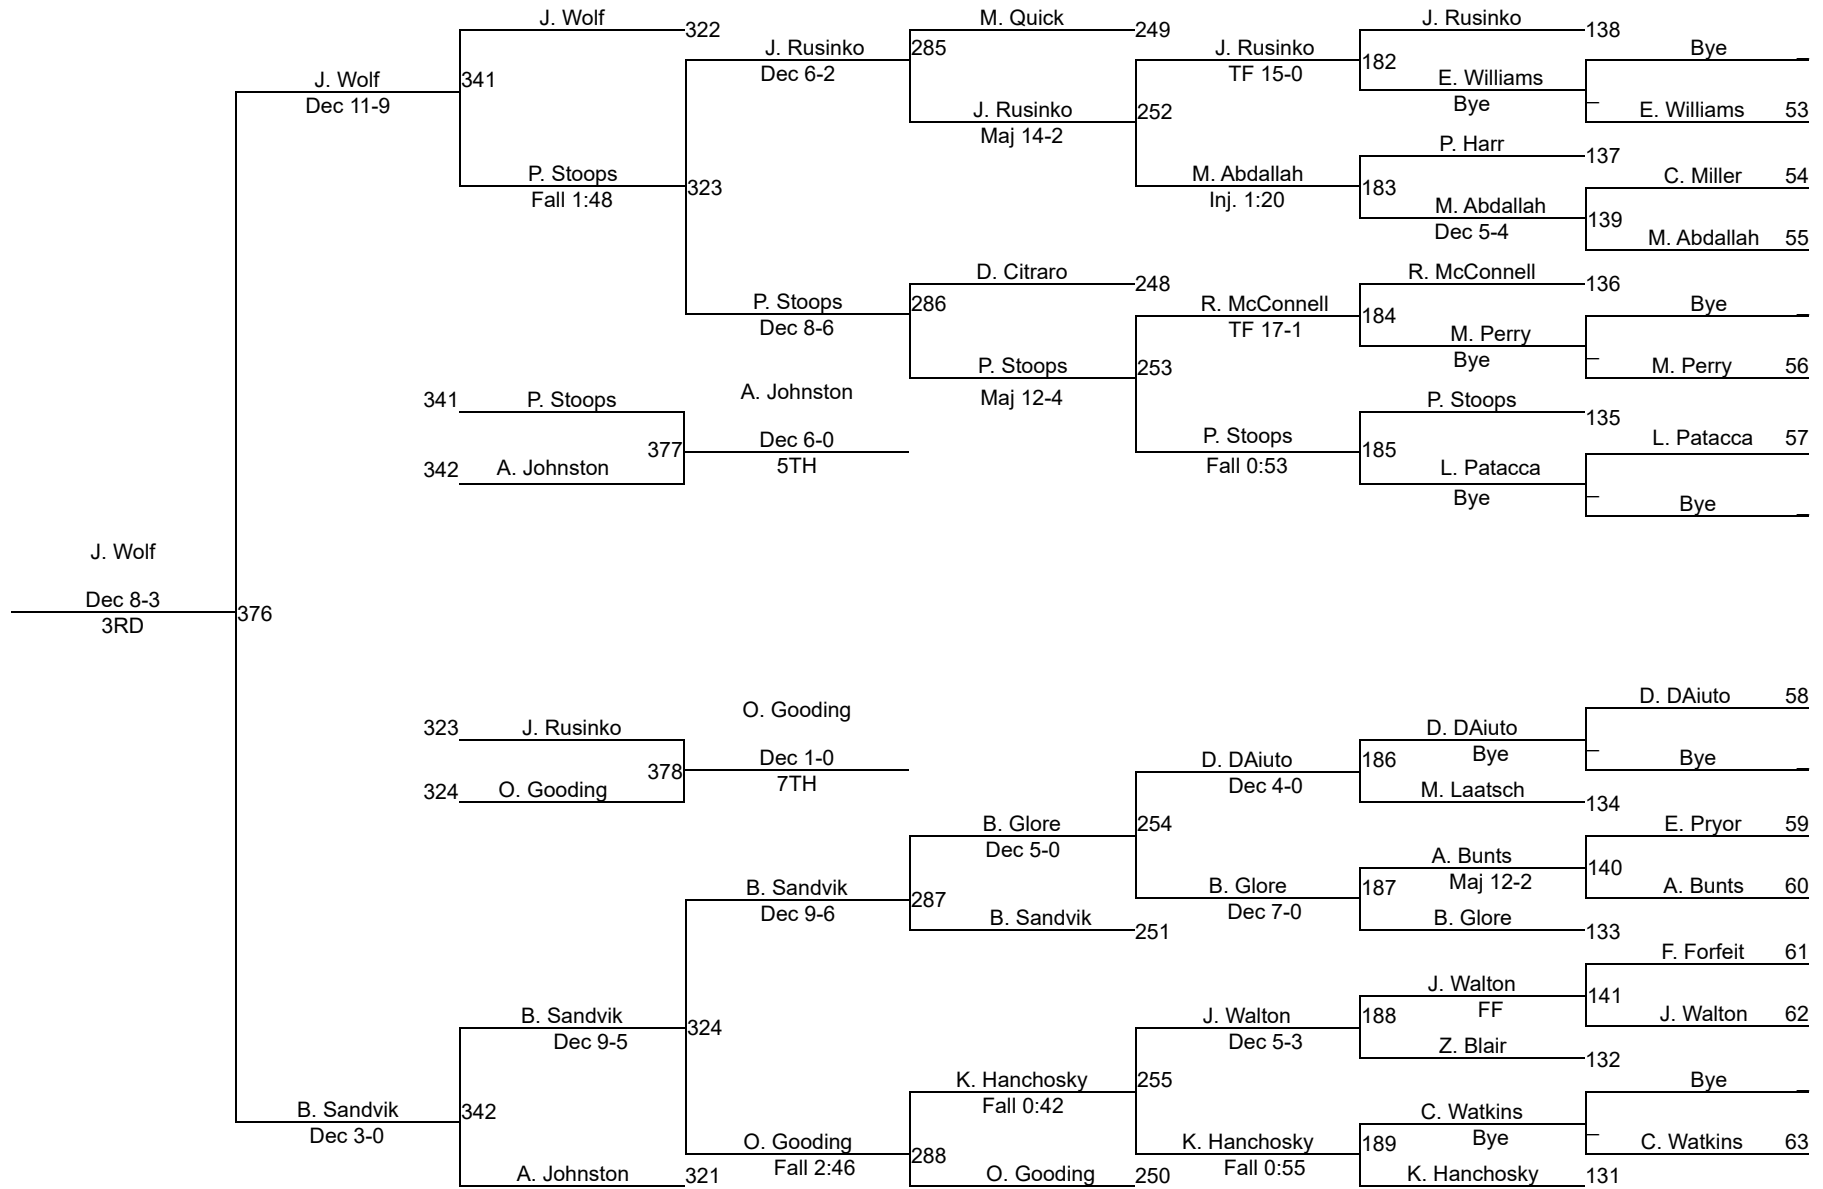 J. Wolf
322
M. Quick
249
J. Rusinko
138
J. Rusinko
Dec 6-2
285
J. Rusinko
TF 15-0
182
Bye
_
J. Wolf
Dec 11-9
341
E. Williams
Bye
_
E. Williams 53
J. Rusinko
Maj 14-2
252
P. Harr
137
C. Miller 54
P. Stoops
Fall 1:48
323
M. Abdallah
Inj. 1:20
183
M. Abdallah
Dec 5-4
139
M. Abdallah 55
D. Citraro
248
R. McConnell
136
P. Stoops
Dec 8-6
286
R. McConnell
TF 17-1
184
Bye
_
M. Perry
Bye
_
M. Perry 56
P. Stoops
Maj 12-4
253
A. Johnston
341 P. Stoops
P. Stoops
135
377
Dec 6-0
5TH
P. Stoops
Fall 0:53
185
L. Patacca 57
342 A. Johnston
L. Patacca
Bye
_
Bye
_
J. Wolf
Dec 8-3
3RD
376
D. DAiuto 58
323 J. Rusinko
O. Gooding
D. DAiuto
Bye
_
378
Dec 1-0
7TH
D. DAiuto
Dec 4-0
186
Bye
_
324 O. Gooding
M. Laatsch
134
B. Glore
Dec 5-0
254
E. Pryor 59
A. Bunts
Maj 12-2
140
B. Sandvik
Dec 9-6
287
B. Glore
Dec 7-0
187
A. Bunts 60
B. Sandvik
251
B. Glore
133
F. Forfeit 61
J. Walton
FF
141
B. Sandvik
Dec 9-5
324
J. Walton
Dec 5-3
188
J. Walton 62
Z. Blair
132
K. Hanchosky
Fall 0:42
255
Bye
_
B. Sandvik
Dec 3-0
342
C. Watkins
Bye
_
O. Gooding
Fall 2:46
288
K. Hanchosky
Fall 0:55
189
C. Watkins 63
A. Johnston
321
O. Gooding
250
K. Hanchosky
131